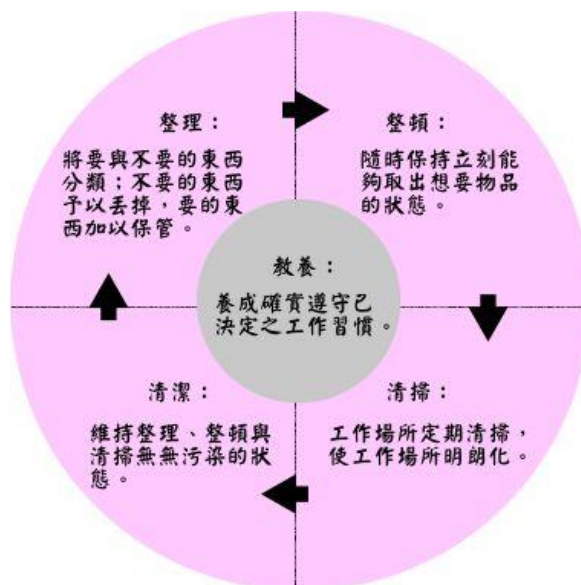 整理：
將要與不要的東西
分類；不要的東西
予以丟掉，要的東
西加以保管。
整頓：
隨時保持立刻能
夠取出想要物品
的狀態。
教養：
養成確實遵守已
決定之工作習慣。
清潔：
維持整理、整頓與
清掃無無污染的狀
態。
清掃：
工作場所定期清掃，
使工作場所明朗化。